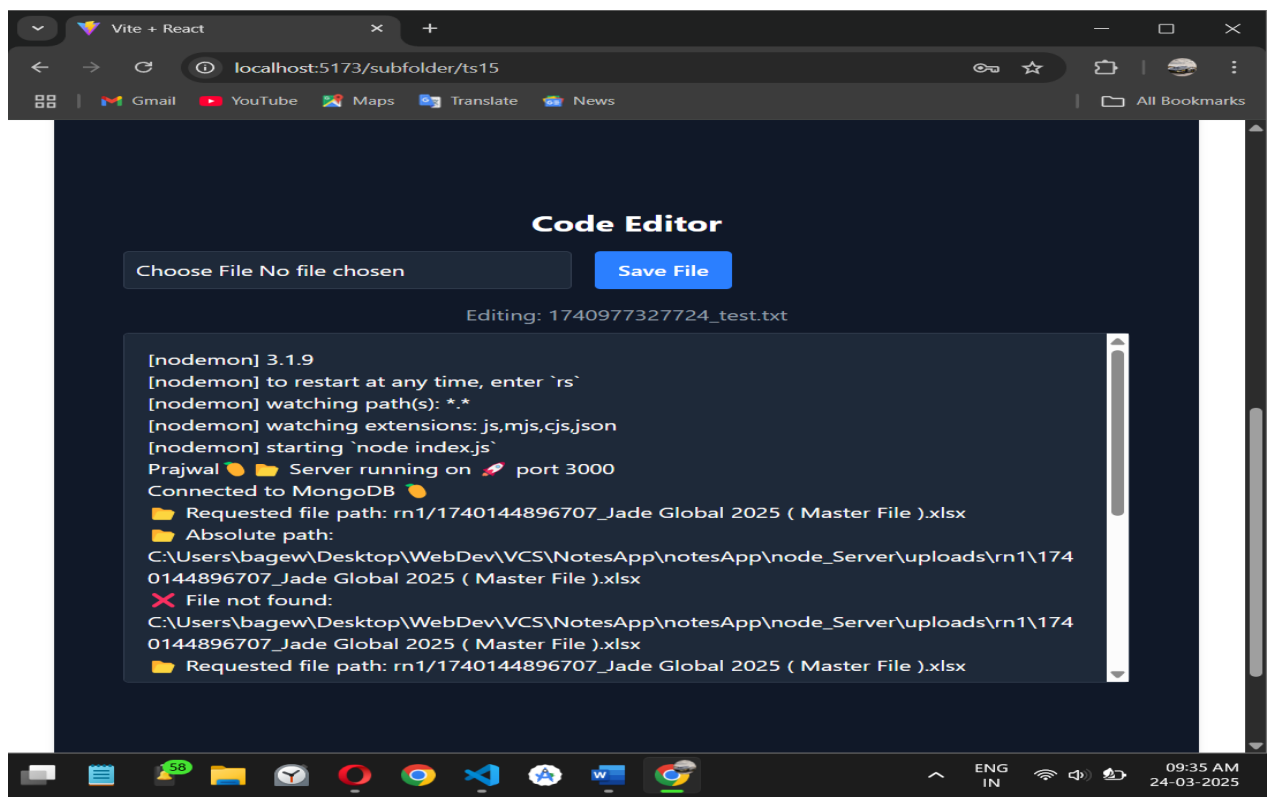 Vite + React
localhost:5173/subfolder/ts15
Gmail YouTube Maps Translate News All Bookmarks
Code Editor
Choose File No file chosen Save File
Editing: 1740977327724_test.txt
[nodemon] 3.1.9
[nodemon] to restart at any time, enter `rs`
[nodemon] watching path(s): *.*
[nodemon] watching extensions: js,mjs,cjs,json
[nodemon] starting `node index.js`
Prajwal🥭 📂 Server running on 🚀 port 3000
Connected to MongoDB 🥭
📂 Requested file path: rn1/1740144896707_Jade Global 2025 ( Master File ).xlsx
📂 Absolute path:
C:\Users\bagew\Desktop\WebDev\VCS\NotesApp\notesApp\node_Server\uploads\rn1\174
0144896707_Jade Global 2025 ( Master File ).xlsx
❌ File not found:
C:\Users\bagew\Desktop\WebDev\VCS\NotesApp\notesApp\node_Server\uploads\rn1\174
0144896707_Jade Global 2025 ( Master File ).xlsx
📂 Requested file path: rn1/1740144896707_Jade Global 2025 ( Master File ).xlsx
58
ENG
IN
09:35 AM
24-03-2025